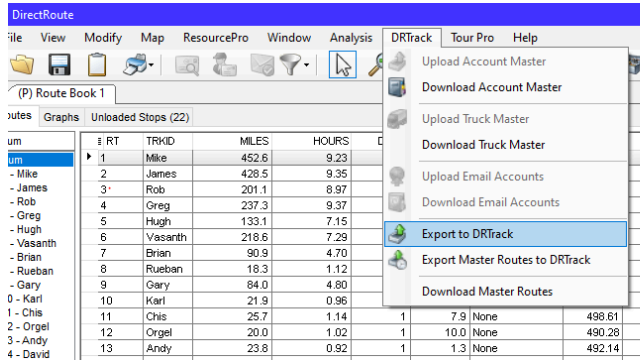 DirectRoute
File View Modify Map ResourcePro Window Analysis DRTrack Tour Pro Help
(P) Route Book 1
Graphs Unloaded Stops (22)
RT TRKID MILES HOURS
1 Mike 452.6 9.23
2 James 428.5 9.35
3* Rob 201.1 8.97
4 Greg 237.3 9.37
5 Hugh 133.1 7.15
6 Vasanth 218.6 7.29
7 Brian 90.9 4.70
8 Rueban 18.3 1.12
9 Gary 84.0 4.80
10 Karl 21.9 0.96
11 Chis 25.7 1.14 1 7.9 None 498.61
12 Orgel 20.0 1.02 1 10.0 None 490.28
13 Andy 23.8 0.92 1 1.3 None 492.14
- Mike
- James
- Rob
- Greg
- Hugh
- Vasanth
- Brian
- Rueban
- Gary
0 - Karl
1 - Chis
2 - Orgel
3 - Andy
4 - David
Upload Account Master
Download Account Master
Upload Truck Master
Download Truck Master
Upload Email Accounts
Download Email Accounts
Export to DRTrack
Export Master Routes to DRTrack
Download Master Routes